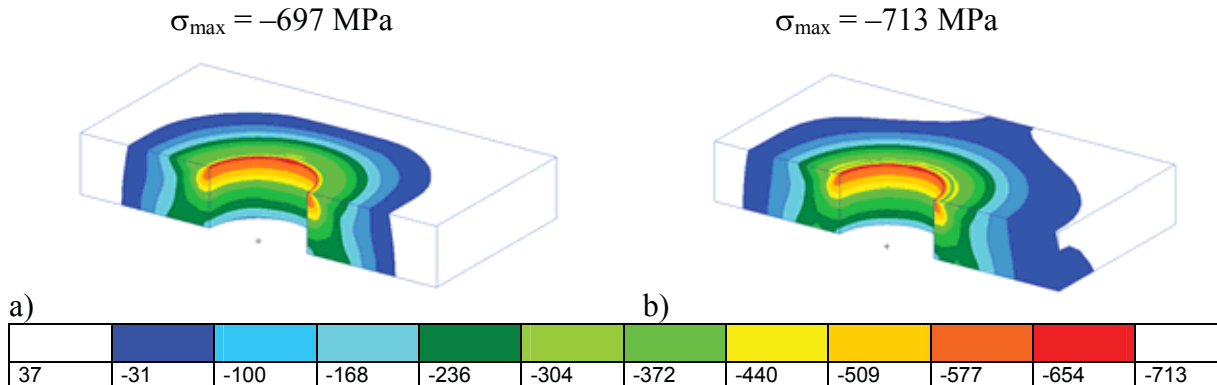 σmax = –697 MPa
σmax = –713 MPa
a)
b)
37 -31 -100 -168 -236 -304 -372 -440 -509 -577 -654 -713